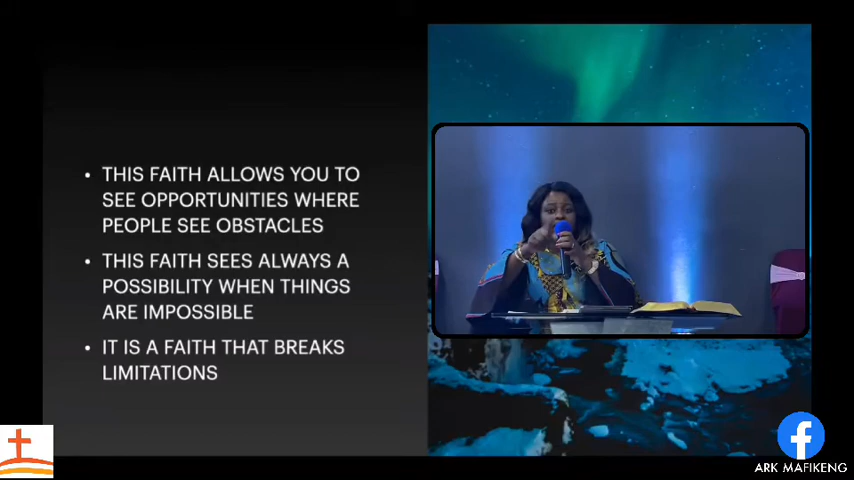 • THIS FAITH ALLOWS YOU TO
SEE OPPORTUNITIES WHERE
PEOPLE SEE OBSTACLES
• THIS FAITH SEES ALWAYS A
POSSIBILITY WHEN THINGS
ARE IMPOSSIBLE
• IT IS A FAITH THAT BREAKS
LIMITATIONS
ARK MAFIKENG